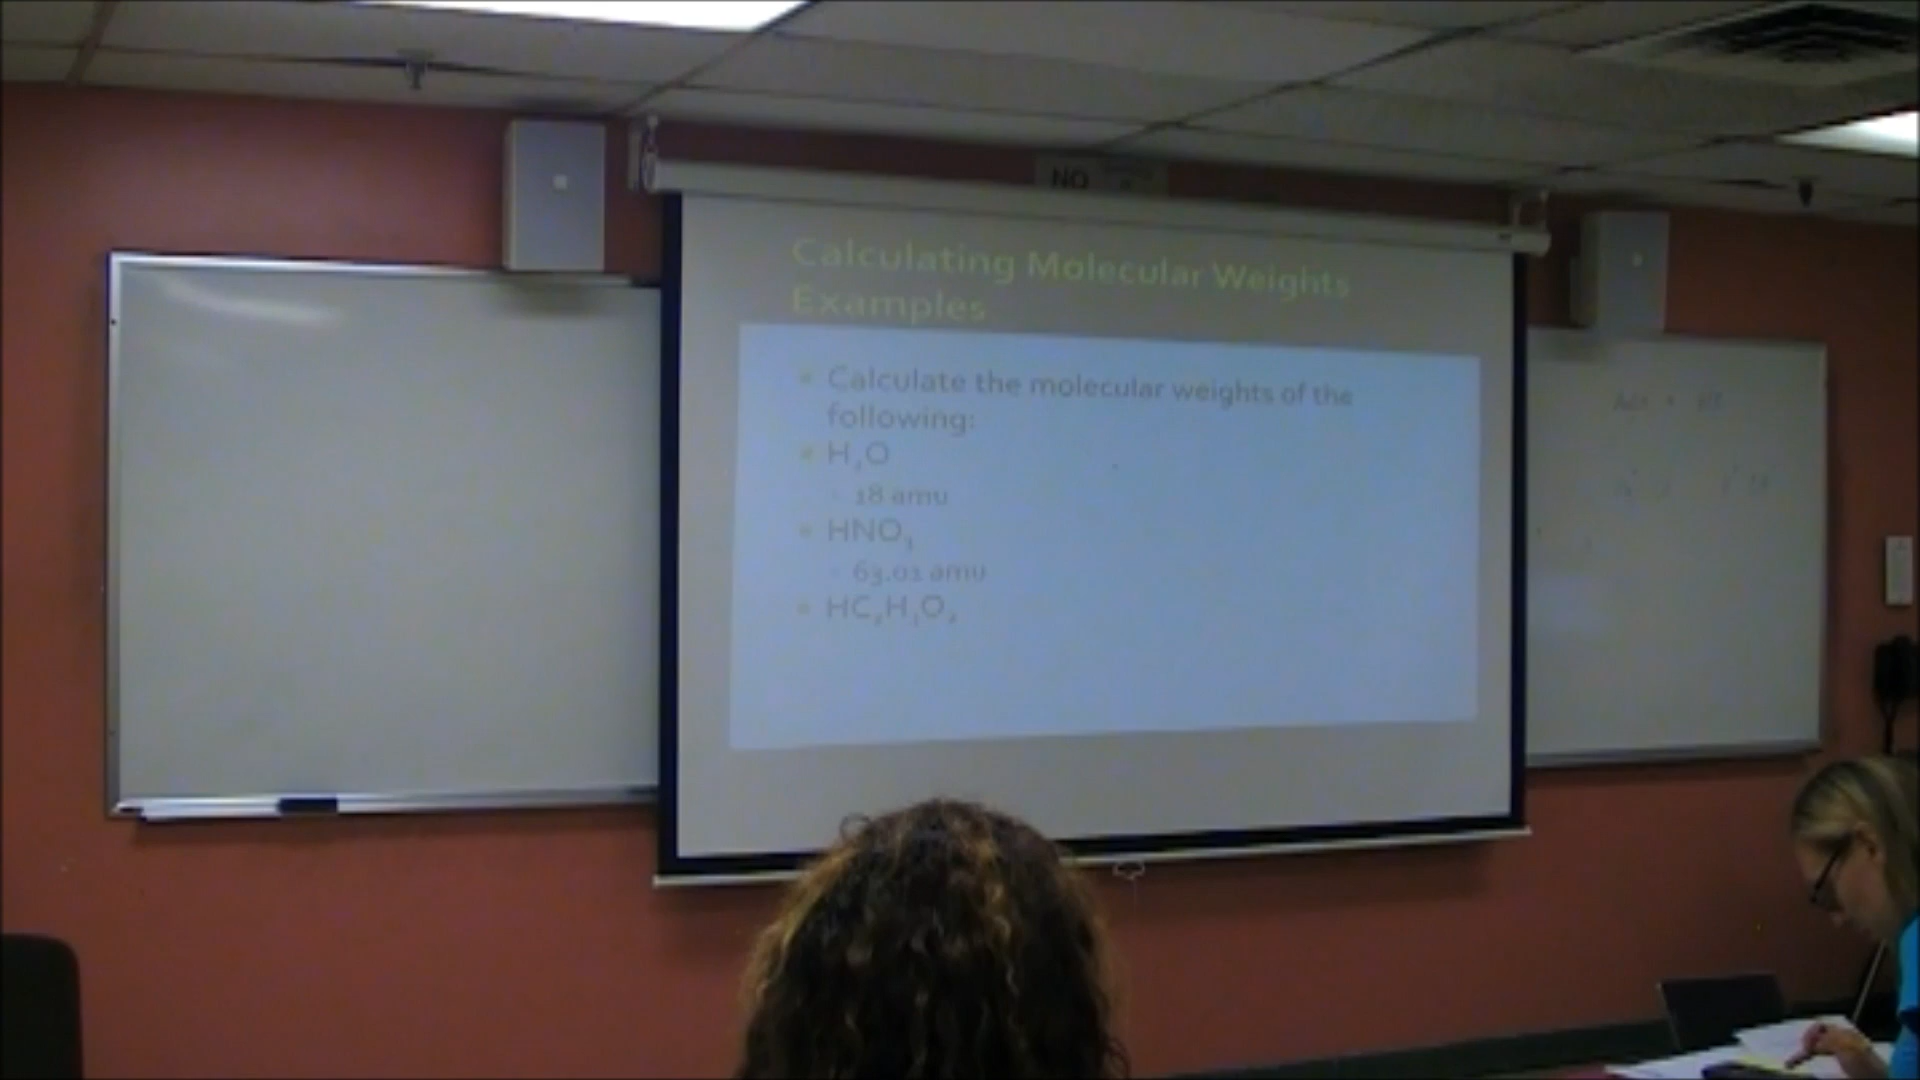 NO
Calculating Molecular Weights
Examples
Calculate the molecular weights of the
following:
H₂O
18 amu
HNO₃
63.01 amu
HC₂H₃O₂